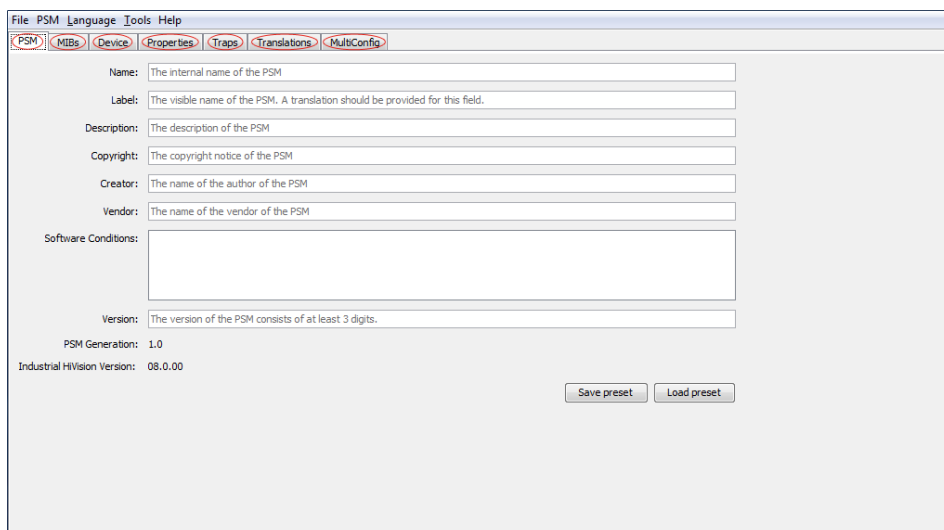 File PSM Language Tools Help
PSM MIBs Device Properties Traps Translations MultiConfig
Name: The internal name of the PSM
Label: The visible name of the PSM. A translation should be provided for this field.
Description: The description of the PSM
Copyright: The copyright notice of the PSM
Creator: The name of the author of the PSM
Vendor: The name of the vendor of the PSM
Software Conditions:
Version: The version of the PSM consists of at least 3 digits.
PSM Generation: 1.0
Industrial HiVision Version: 08.0.00
Save preset Load preset